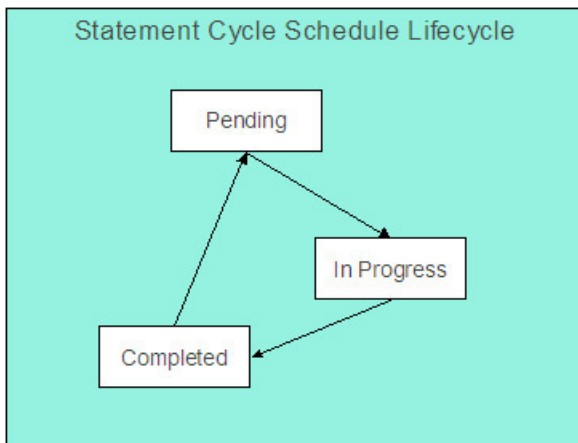 Statement Cycle Schedule Lifecycle
Pending
In Progress
Completed